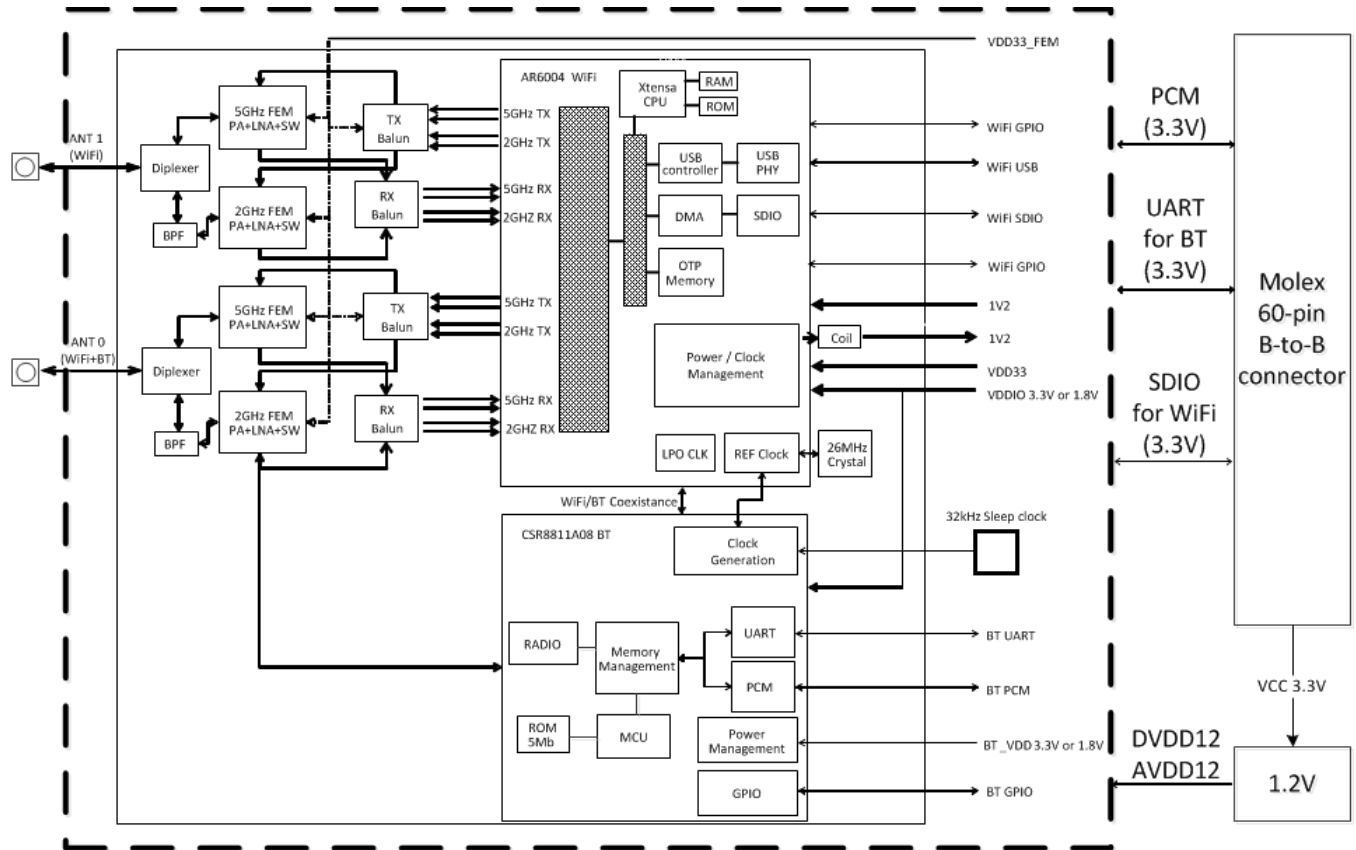 VDD33_FEM
AR6004 WiFi
Xtensa
CPU
RAM
ROM
5GHz FEM
PA+LNA+SW
TX
Balun
5GHz TX
2GHz TX
ANT 1
(WiFi)
Diplexer
2GHz FEM
PA+LNA+SW
BPF
RX
Balun
5GHz RX
2GHZ RX
USB
controller
USB
PHY
DMA
SDIO
OTP
Memory
WiFi GPIO
WiFi USB
WiFi SDIO
WiFi GPIO
5GHz FEM
PA+LNA+SW
TX
Balun
5GHz TX
2GHz TX
ANT 0
(WiFi+BT)
Diplexer
2GHz FEM
PA+LNA+SW
BPF
RX
Balun
5GHz RX
2GHZ RX
Power / Clock
Management
Coil
1V2
1V2
VDD33
VDDIO 3.3V or 1.8V
LPO CLK
REF Clock
26MHz
Crystal
WiFi/BT Coexistance
CSR8811A08 BT
Clock
Generation
32kHz Sleep clock
RADIO
Memory
Management
UART
PCM
ROM
5Mb
MCU
Power
Management
GPIO
BT UART
BT PCM
BT _VDD 3.3V or 1.8V
BT GPIO
PCM
(3.3V)
UART
for BT
(3.3V)
SDIO
for WiFi
(3.3V)
Molex
60-pin
B-to-B
connector
VCC 3.3V
DVDD12
AVDD12
1.2V